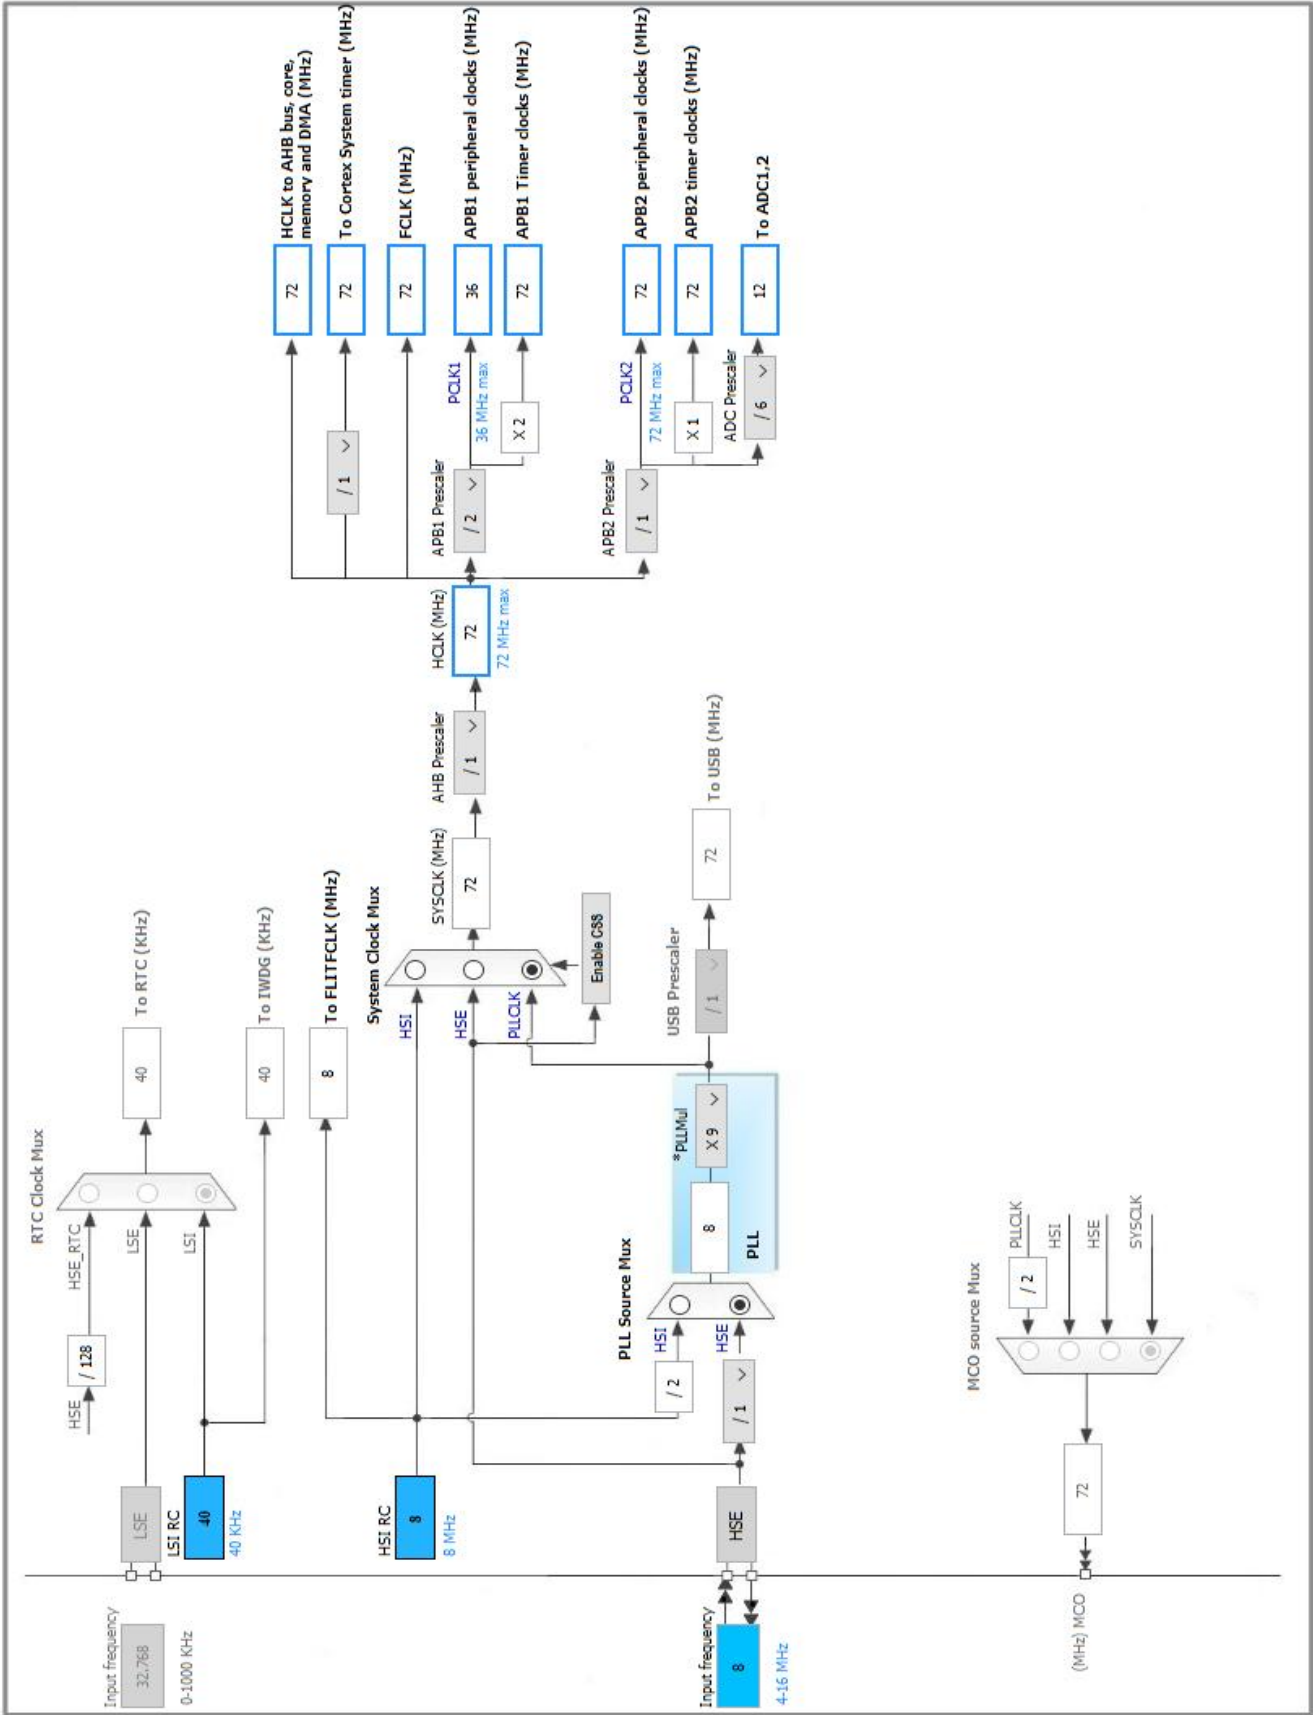 RTC Clock Mux
HSE
/ 128
HSE_RTC
Input frequency
32.768
0-1000 KHz
LSE
LSE
40
To RTC (KHz)
LSI RC
40
40 KHz
LSI
40
To IWDG (KHz)
8
To FLITFCLK (MHz)
HSI RC
8
8 MHz
System Clock Mux
HSI
HSE
PLLCLK
Enable CSS
SYSCLK (MHz)
72
AHB Prescaler
/ 1
HCLK (MHz)
72
72 MHz max
72
HCLK to AHB bus, core,
memory and DMA (MHz)
/ 1
72
To Cortex System timer (MHz)
72
FCLK (MHz)
APB1 Prescaler
/ 2
PCLK1
36 MHz max
36
APB1 peripheral clocks (MHz)
X 2
72
APB1 Timer clocks (MHz)
APB2 Prescaler
/ 1
PCLK2
72 MHz max
72
APB2 peripheral clocks (MHz)
X 1
72
APB2 timer clocks (MHz)
ADC Prescaler
/ 6
12
To ADC1,2
PLL Source Mux
/ 2
HSI
Input frequency
8
4-16 MHz
HSE
/ 1
HSE
8
*PLLMul
X 9
PLL
USB Prescaler
/ 1
72
To USB (MHz)
MCO source Mux
(MHz) MCO
72
/ 2
PLLCLK
HSI
HSE
SYSCLK